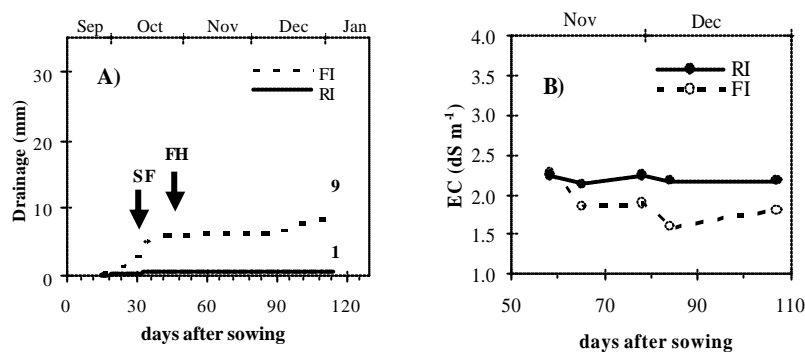 Sep Oct Nov Dec Jan
A)
FI
RI
SF
FH
9
1
35
30
20
10
0
Drainage (mm)
0 30 60 90 120
days after sowing
Nov Dec
B)
RI
FI
4.0
3.5
3.0
2.5
2.0
1.5
1.0
EC (dS m⁻¹)
50 70 90 110
days after sowing